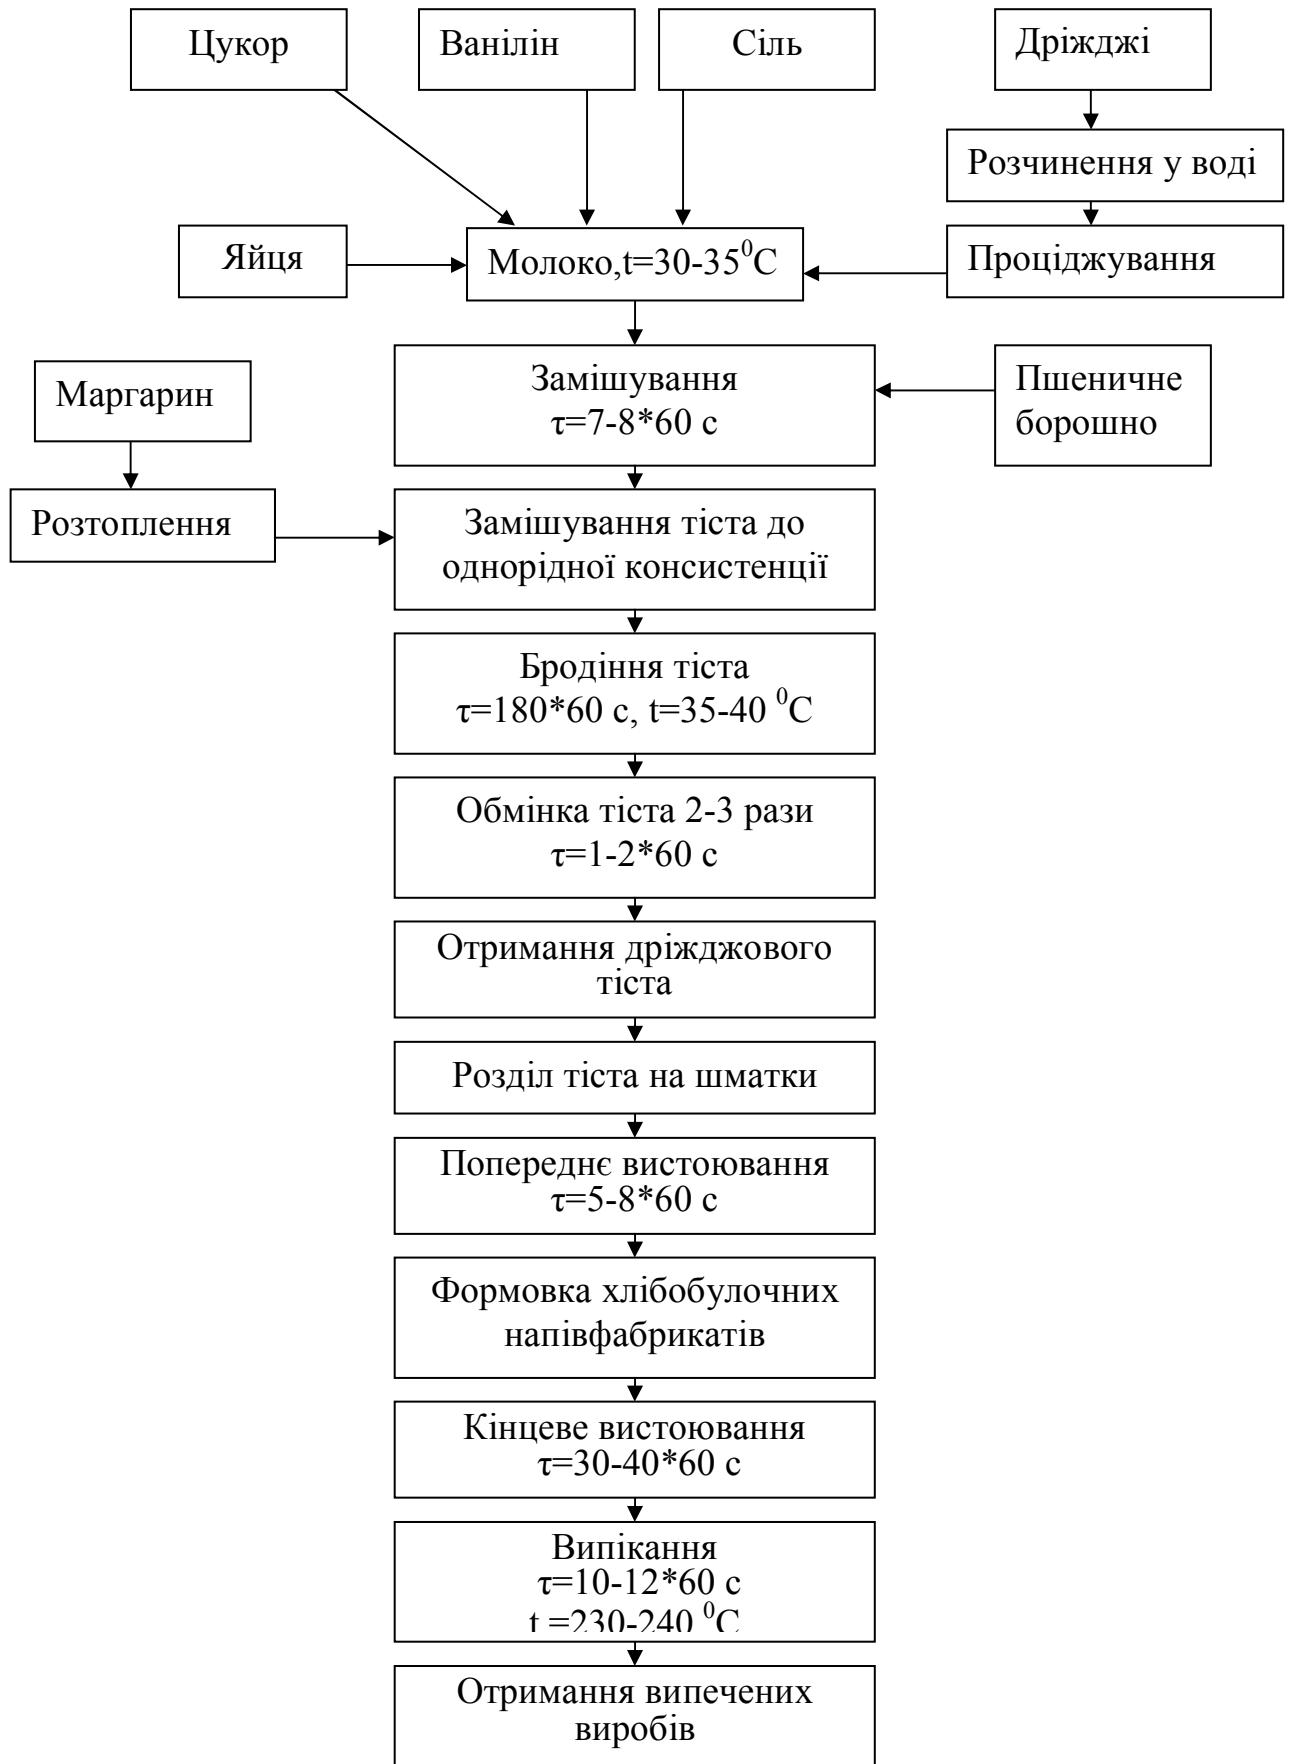 Цукор
Ванілін
Сіль
Дріжджі
Розчинення у воді
Яйця
Молоко,t=30-35⁰С
Проціджування
Маргарин
Замішування
τ=7-8*60 с
Пшеничне
борошно
Розтоплення
Замішування тіста до
однорідної консистенції
Бродіння тіста
τ=180*60 с, t=35-40 ⁰С
Обмінка тіста 2-3 рази
τ=1-2*60 с
Отримання дріжджового
тіста
Розділ тіста на шматки
Попереднє вистоювання
τ=5-8*60 с
Формовка хлібобулочних
напівфабрикатів
Кінцеве вистоювання
τ=30-40*60 с
Випікання
τ=10-12*60 с
t =230-240 ⁰С
Отримання випечених
виробів